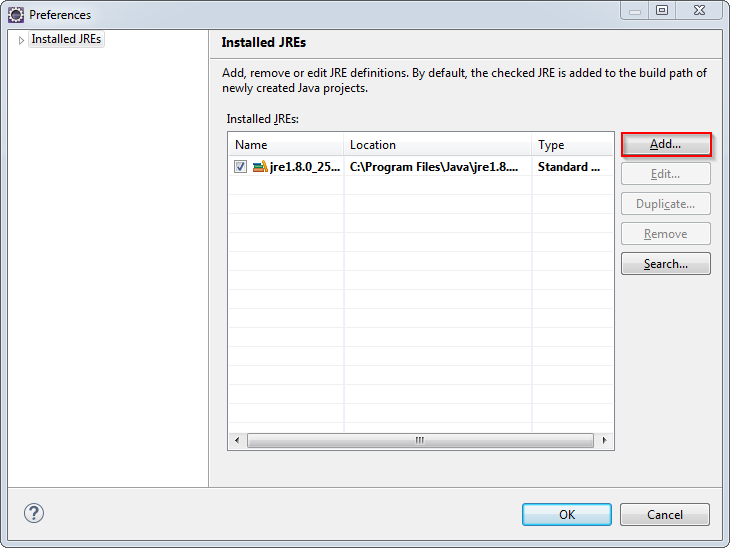 Preferences
Installed JREs
Installed JREs
Add, remove or edit JRE definitions. By default, the checked JRE is added to the build path of
newly created Java projects.
Installed JREs:
Name Location Type
jre1.8.0_25... C:\Program Files\Java\jre1.8.... Standard ...
Add...
Edit...
Duplicate...
Remove
Search...
?
OK Cancel